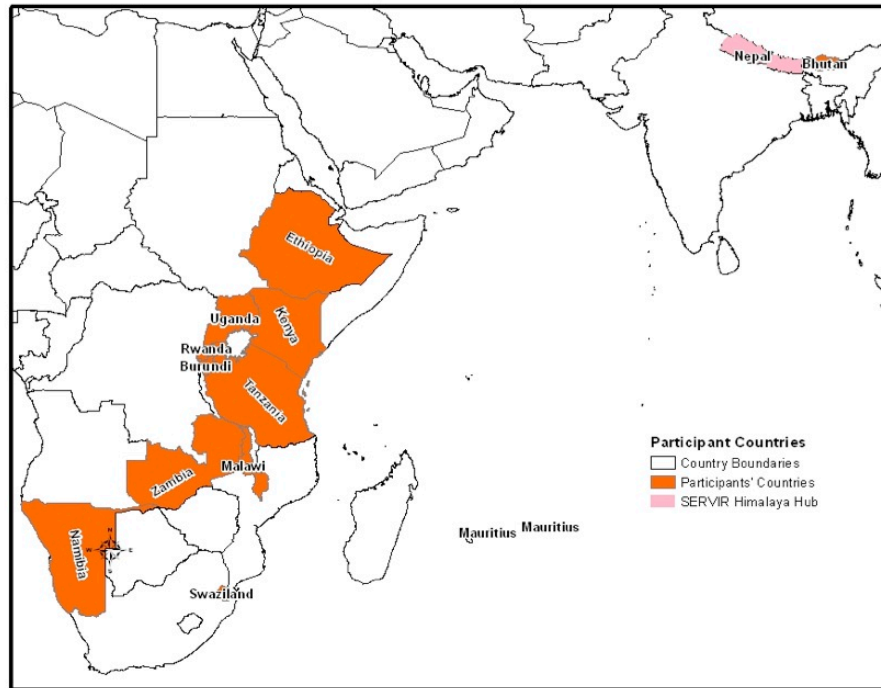 Nepal
Bhutan
Ethiopia
Uganda
Kenya
Rwanda
Burundi
Tanzania
Malawi
Zambia
Namibia
N
W
E
S
Swaziland
Mauritius
Mauritius
Participant Countries
Country Boundaries
Participants' Countries
SERVIR Himalaya Hub